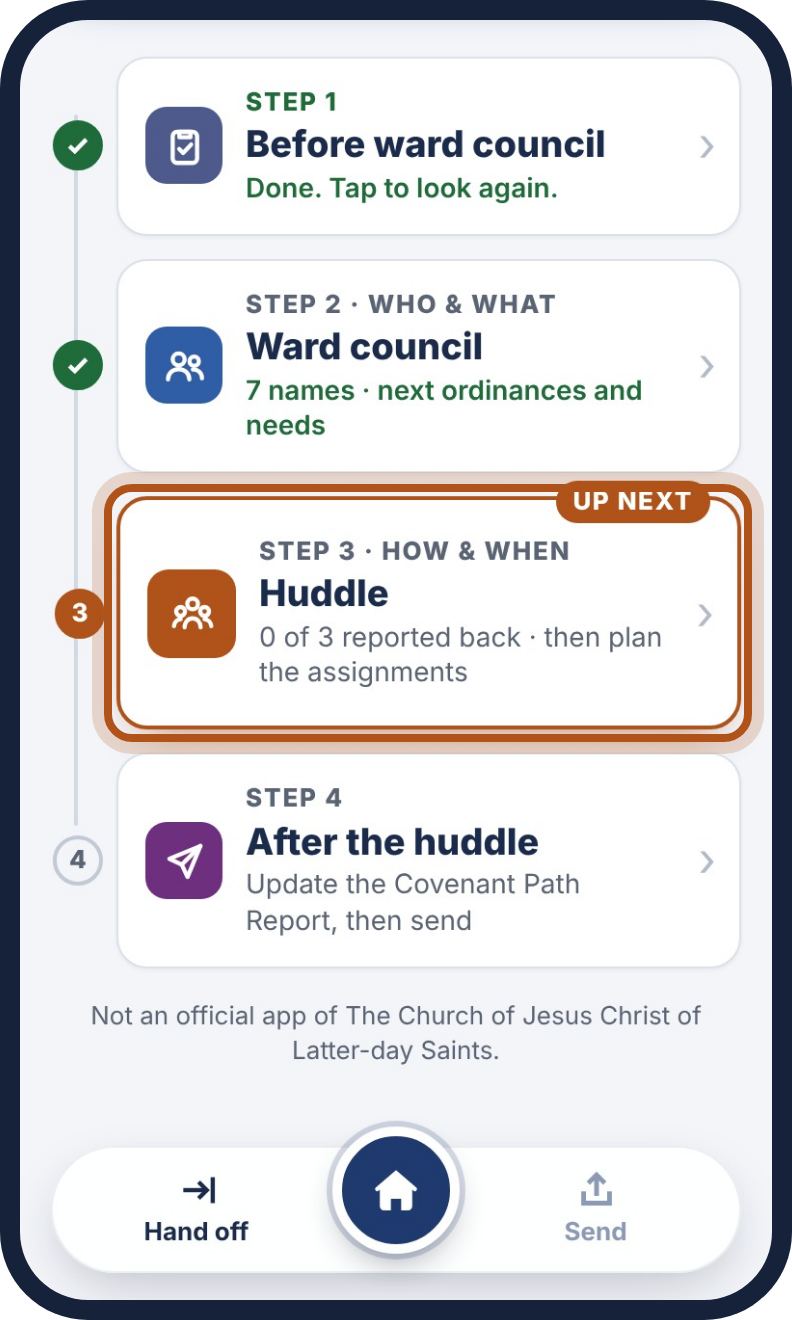 STEP 1
Before ward council
Done. Tap to look again.
STEP 2 · WHO & WHAT
Ward council
7 names · next ordinances and
needs
UP NEXT
STEP 3 · HOW & WHEN
3
Huddle
0 of 3 reported back · then plan
the assignments
STEP 4
4
After the huddle
Update the Covenant Path
Report, then send
Not an official app of The Church of Jesus Christ of
Latter-day Saints.
Hand off
Send